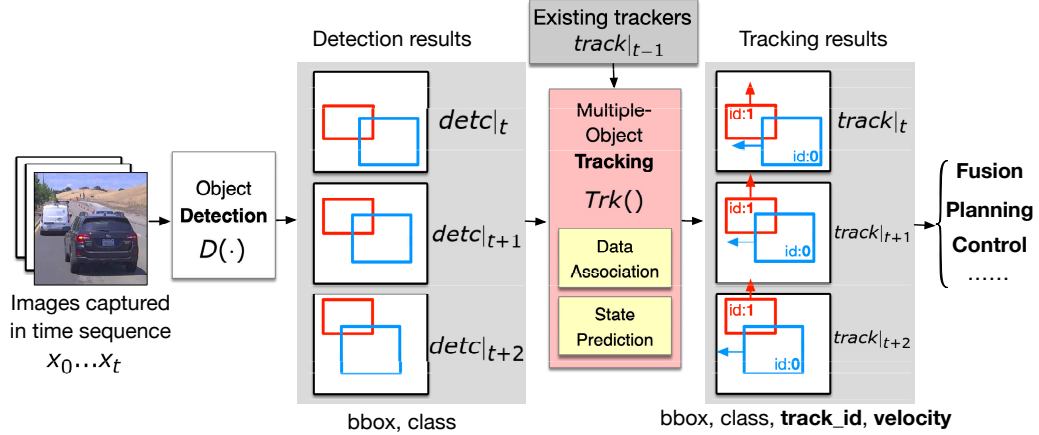 Existing trackers
track|t−1
Detection results
Tracking results
Images captured
in time sequence
x0...xt
Object
Detection
D(·)
detc|t
detc|t+1
detc|t+2
bbox, class
Multiple-
Object
Tracking
Trk()
Data
Association
State
Prediction
id:1
id:0
track|t
id:1
id:0
track|t+1
id:1
id:0
track|t+2
bbox, class, track_id, velocity
Fusion
Planning
Control
......